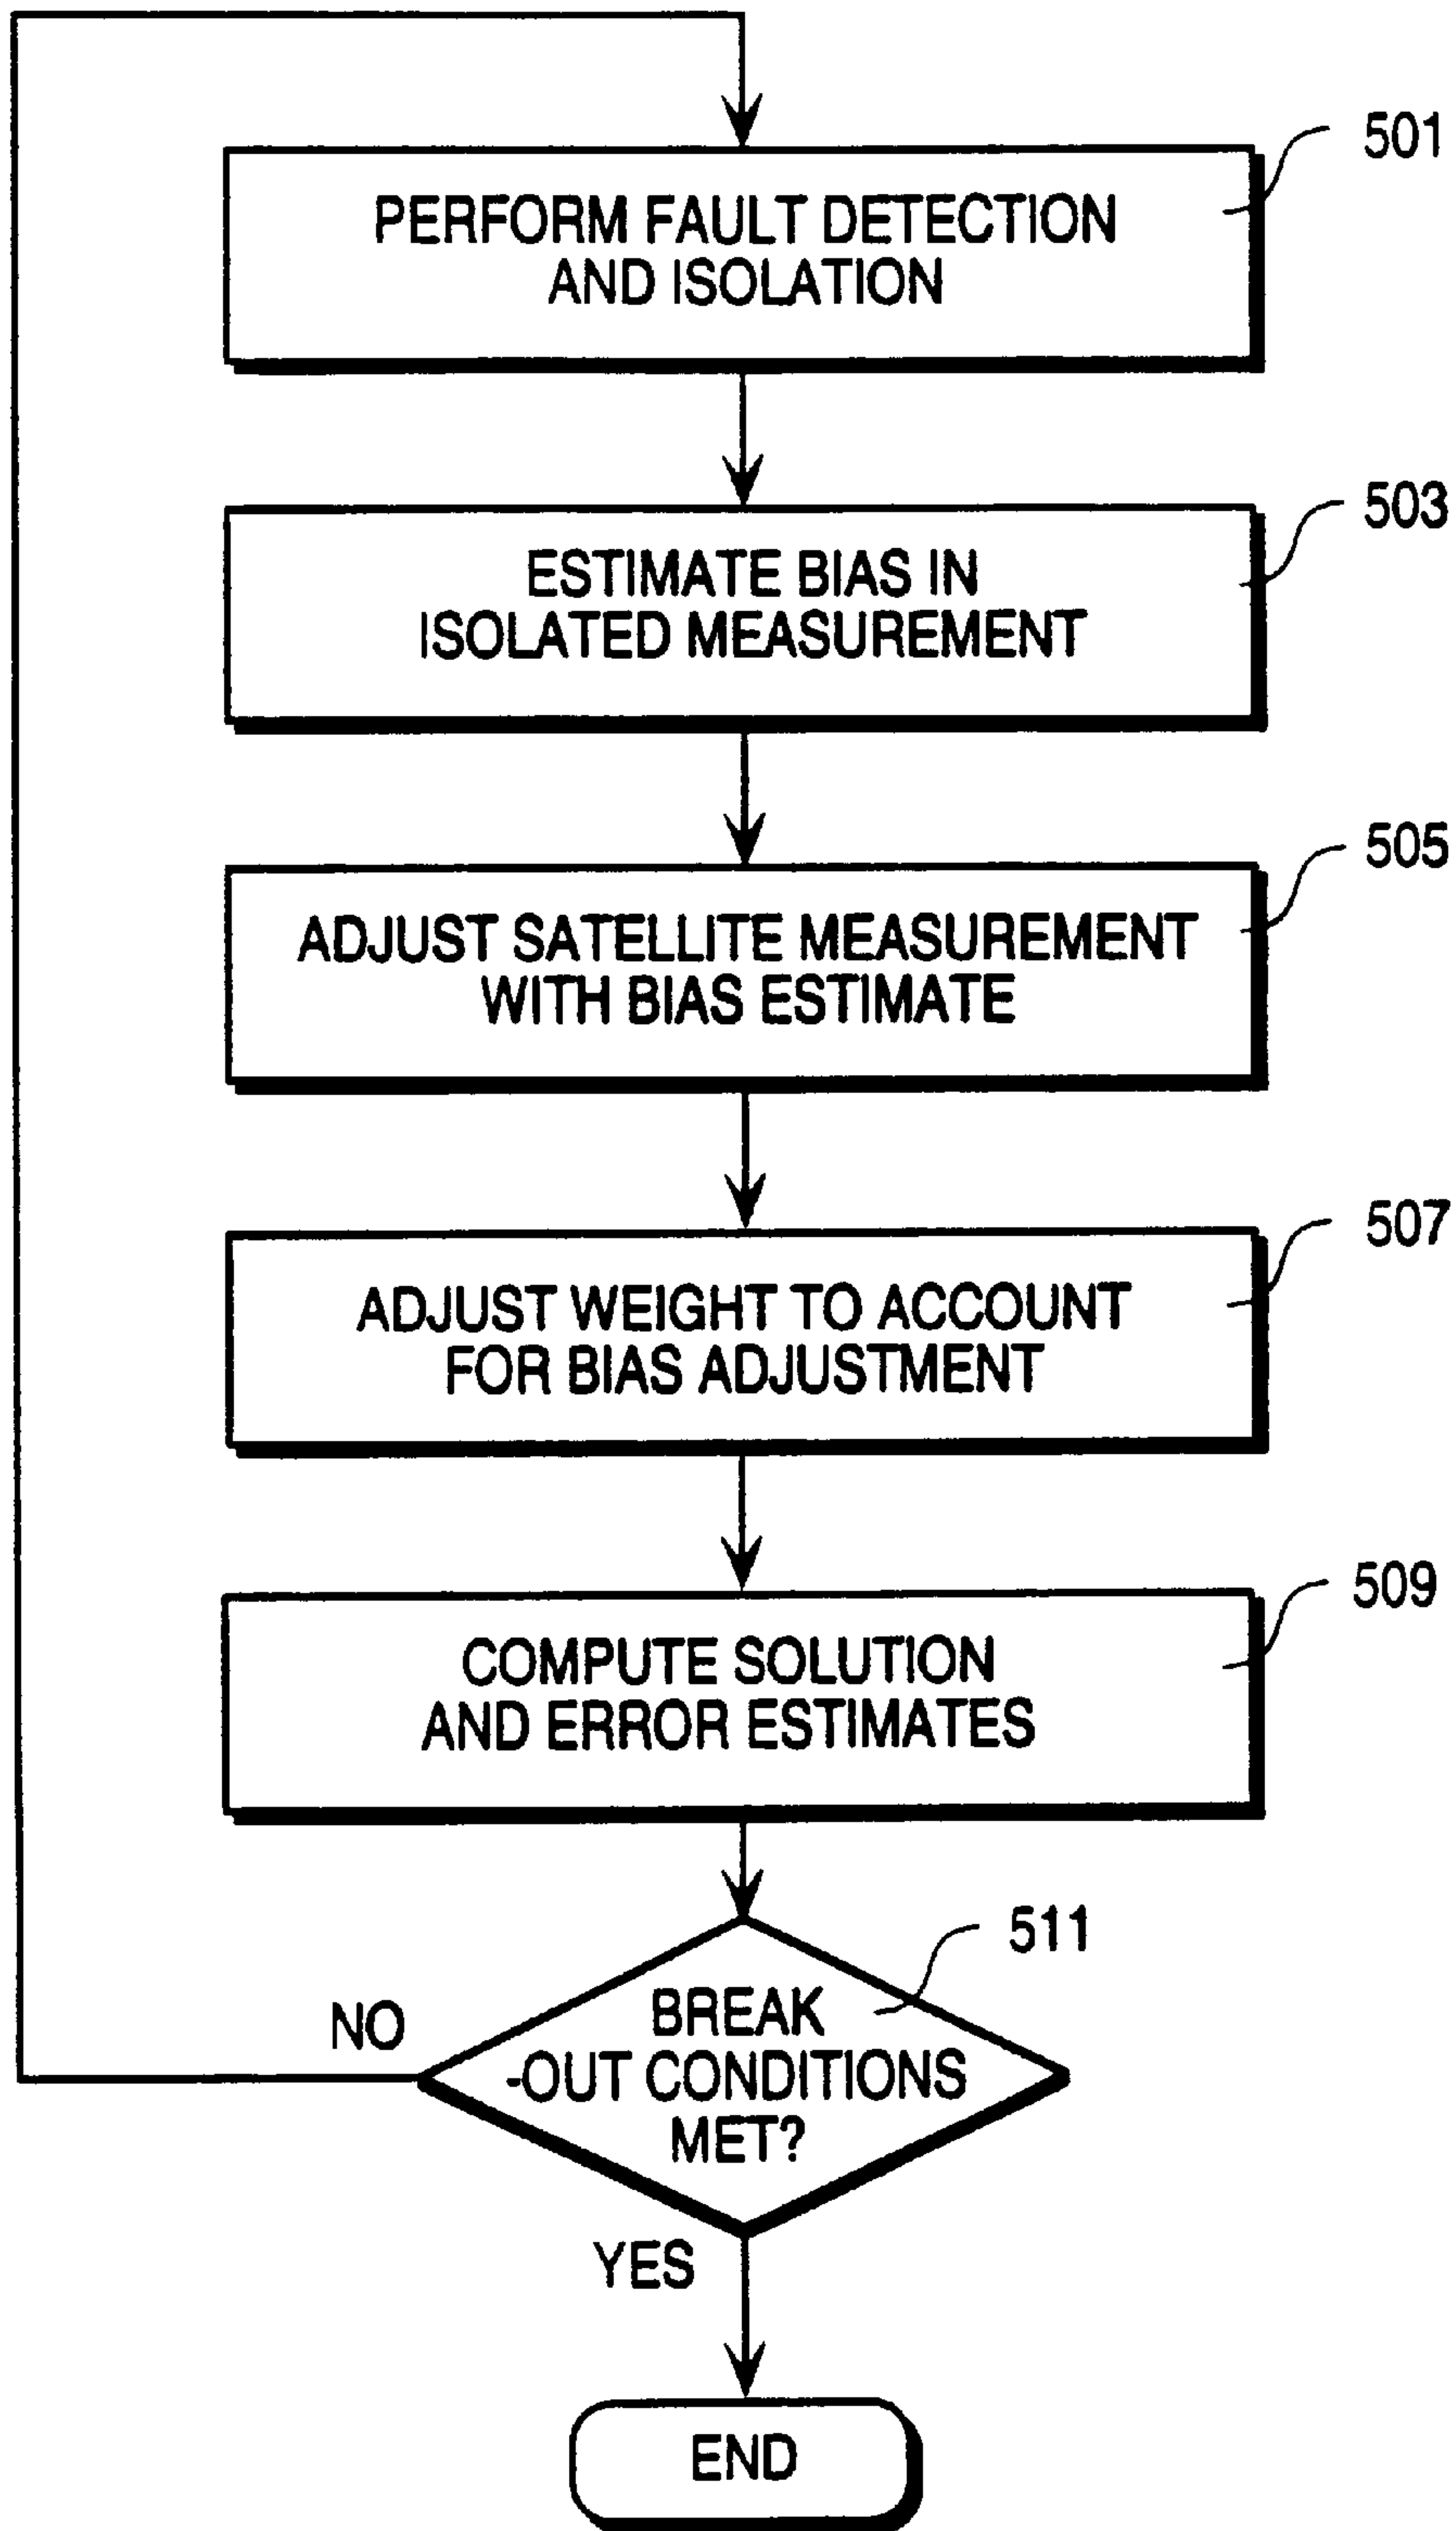 501
PERFORM FAULT DETECTION
AND ISOLATION
503
ESTIMATE BIAS IN
ISOLATED MEASUREMENT
505
ADJUST SATELLITE MEASUREMENT
WITH BIAS ESTIMATE
507
ADJUST WEIGHT TO ACCOUNT
FOR BIAS ADJUSTMENT
509
COMPUTE SOLUTION
AND ERROR ESTIMATES
511
BREAK
-OUT CONDITIONS
MET?
NO
YES
END